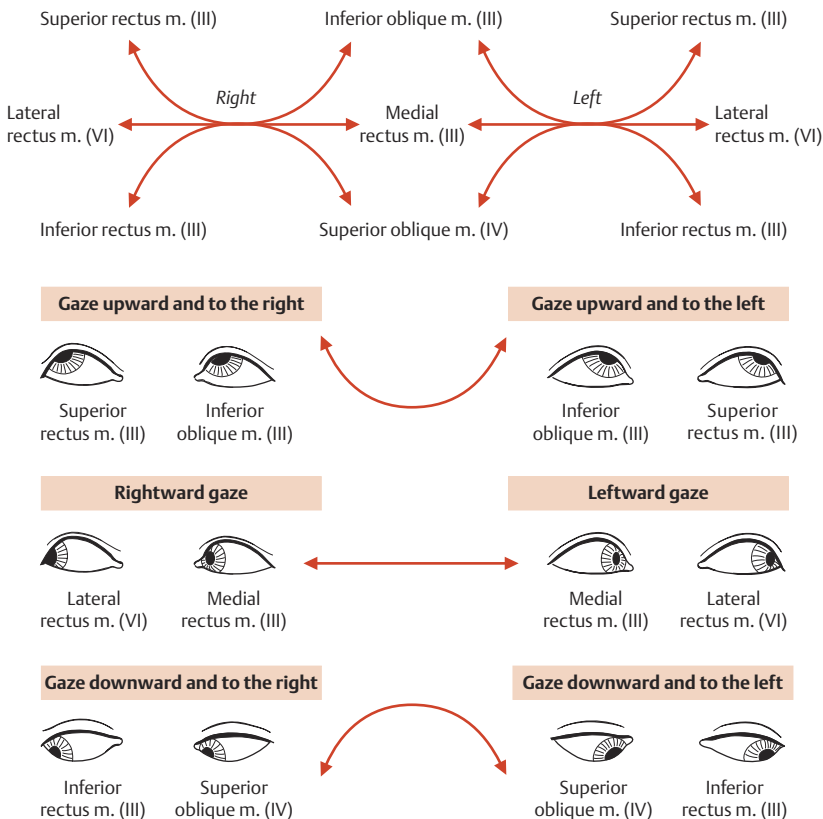 Superior rectus m. (III)
Inferior oblique m. (III)
Superior rectus m. (III)
Right
Left
Lateral
rectus m. (VI)
Medial
rectus m. (III)
Lateral
rectus m. (VI)
Inferior rectus m. (III)
Superior oblique m. (IV)
Inferior rectus m. (III)
Gaze upward and to the right
Gaze upward and to the left
Superior
rectus m. (III)
Inferior
oblique m. (III)
Inferior
oblique m. (III)
Superior
rectus m. (III)
Rightward gaze
Leftward gaze
Lateral
rectus m. (VI)
Medial
rectus m. (III)
Medial
rectus m. (III)
Lateral
rectus m. (VI)
Gaze downward and to the right
Gaze downward and to the left
Inferior
rectus m. (III)
Superior
oblique m. (IV)
Superior
oblique m. (IV)
Inferior
rectus m. (III)